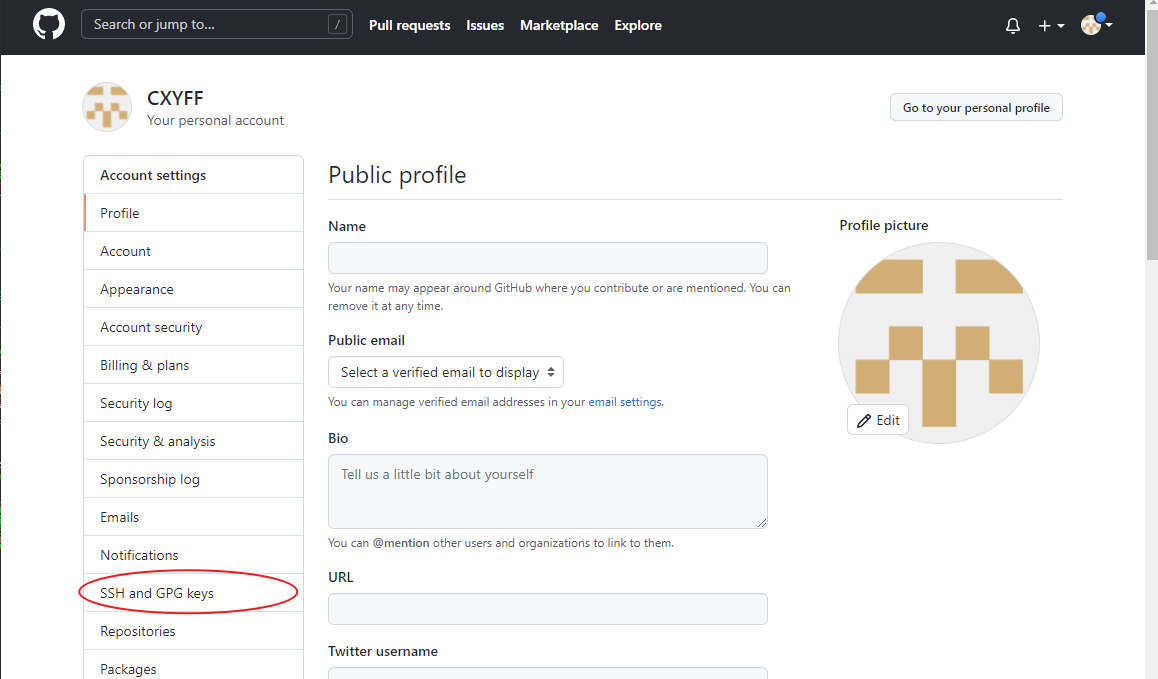 Search or jump to... /
Pull requests
Issues
Marketplace
Explore
CXYFF
Your personal account
Go to your personal profile
Account settings
Profile
Account
Appearance
Account security
Billing & plans
Security log
Security & analysis
Sponsorship log
Emails
Notifications
SSH and GPG keys
Repositories
Packages
Public profile
Name
Your name may appear around GitHub where you contribute or are mentioned. You can
remove it at any time.
Public email
Select a verified email to display
You can manage verified email addresses in your email settings.
Bio
Tell us a little bit about yourself
You can @mention other users and organizations to link to them.
URL
Twitter username
Profile picture
Edit